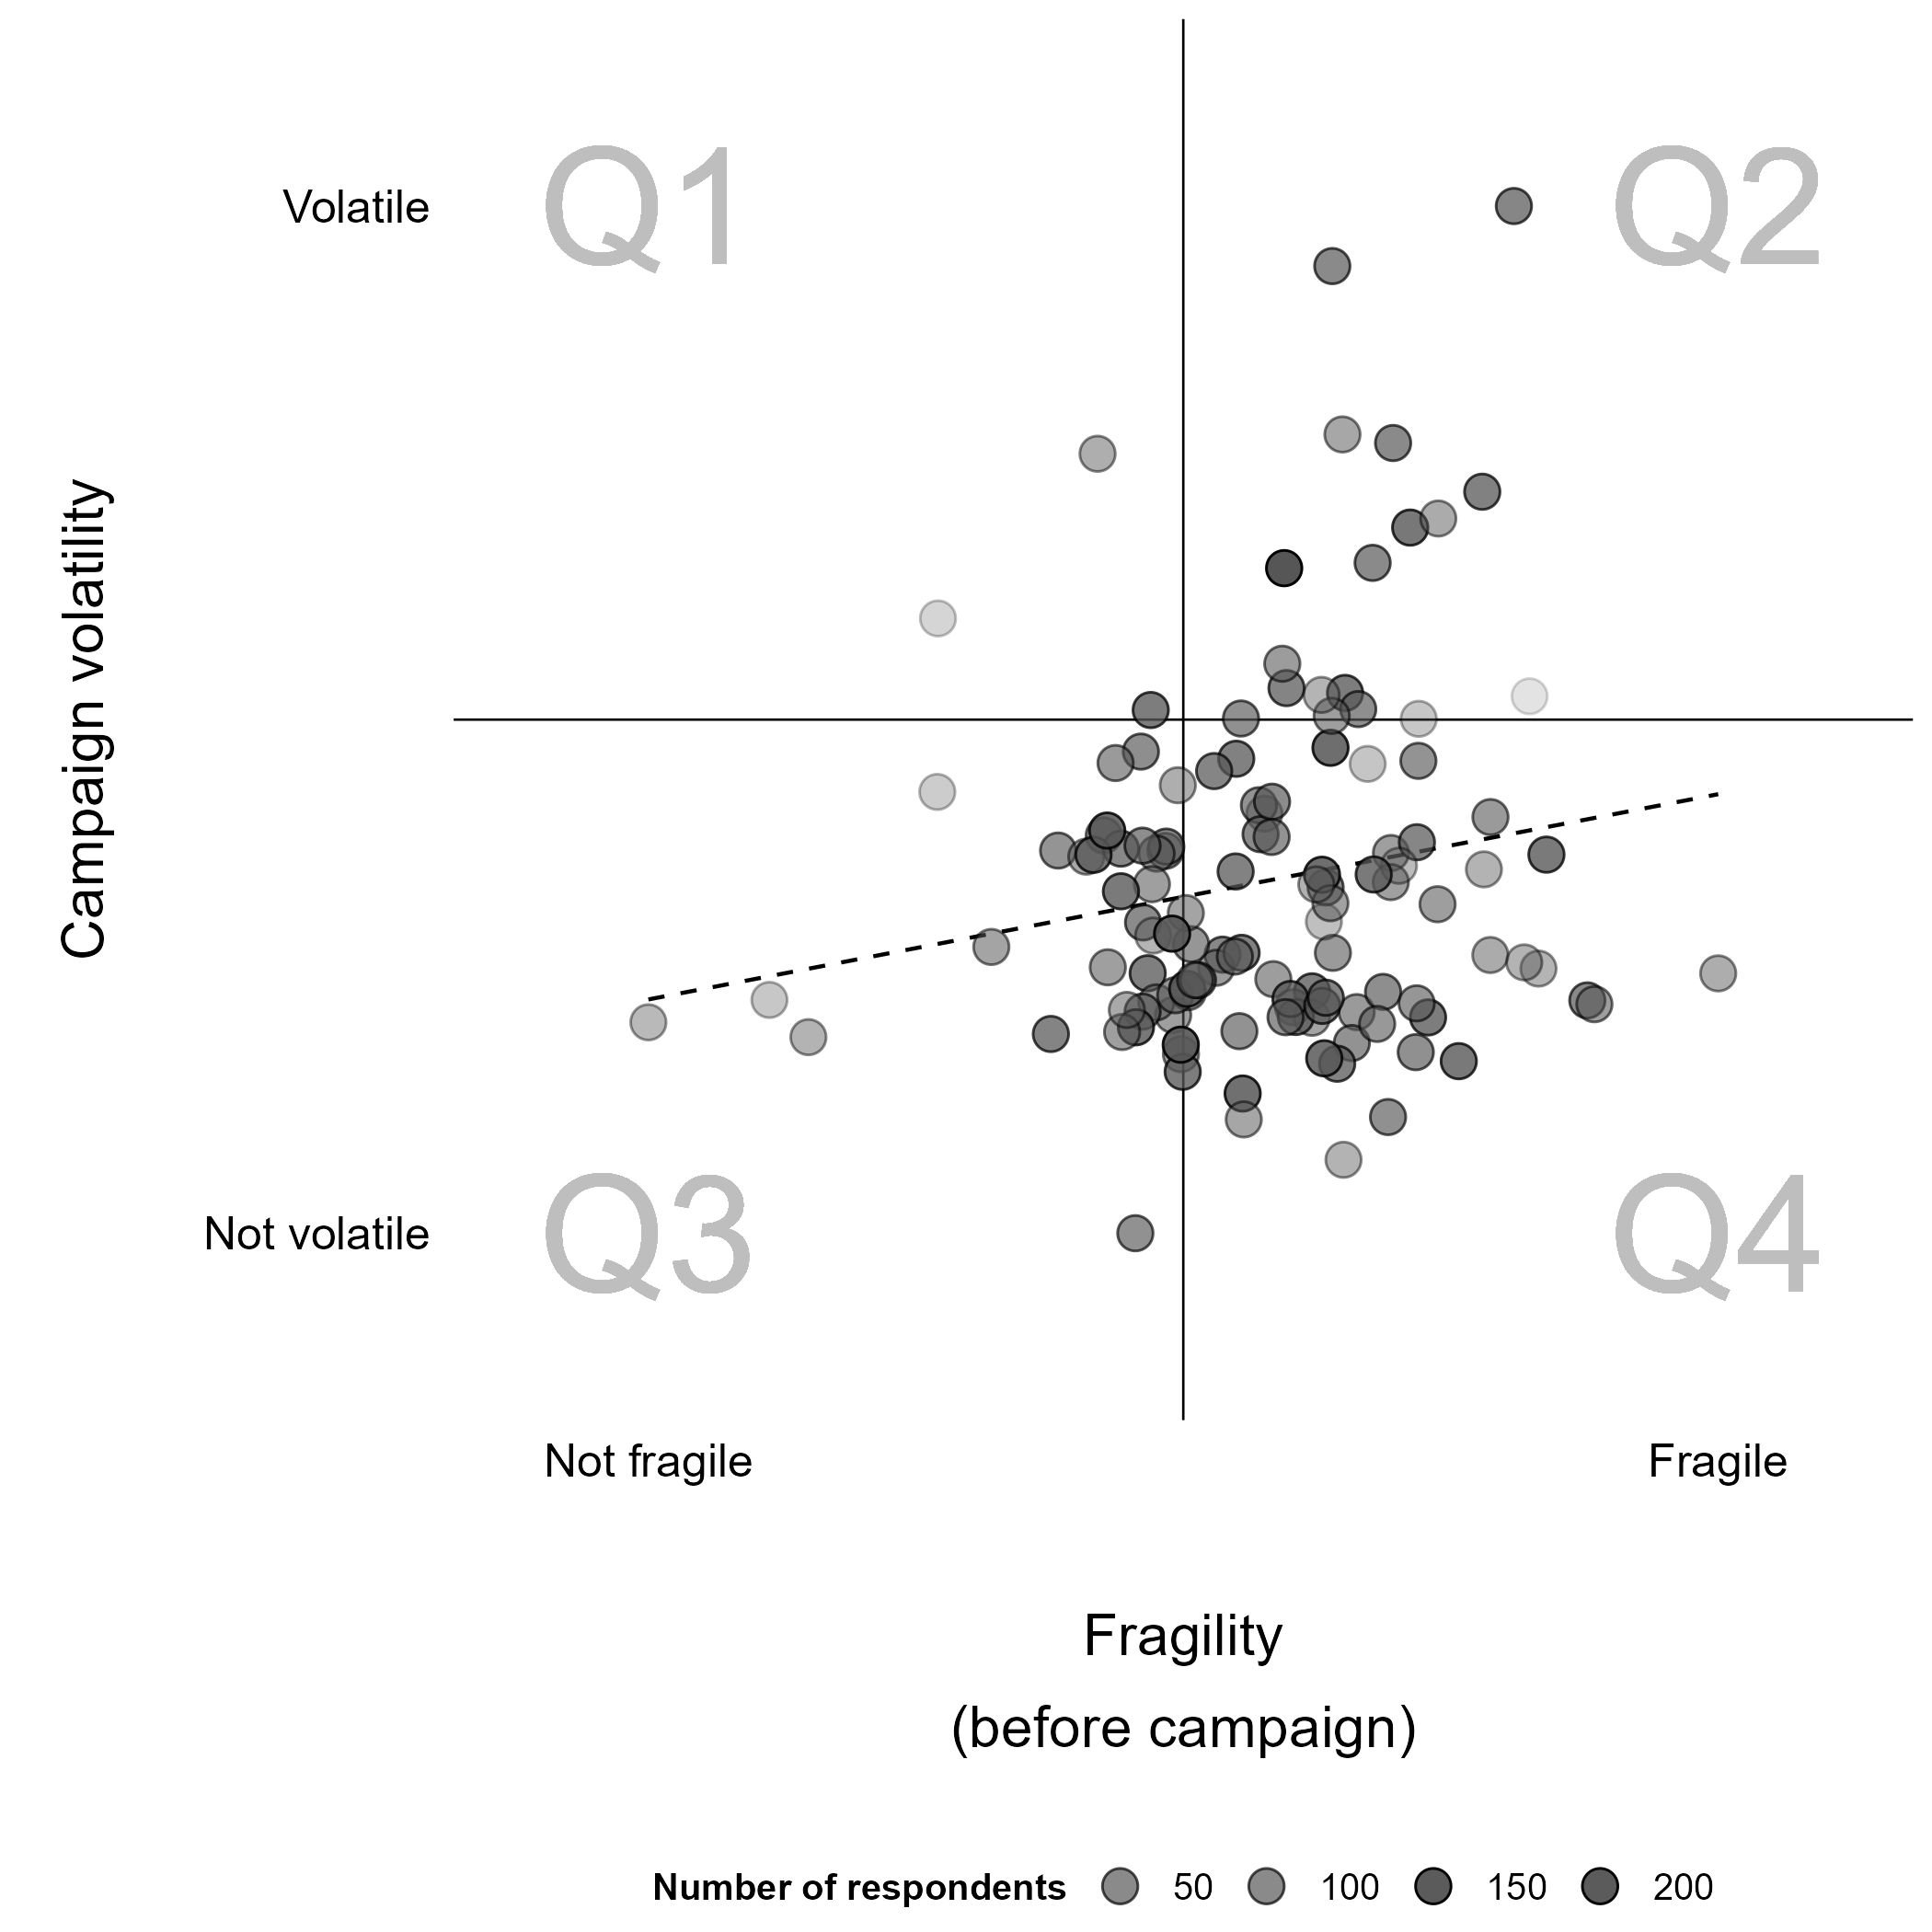 Volatile
Q1
Q2
Campaign volatility
Not volatile
Q3
Q4
Not fragile
Fragile
Fragility
(before campaign)
Number of respondents 50 100 150 200